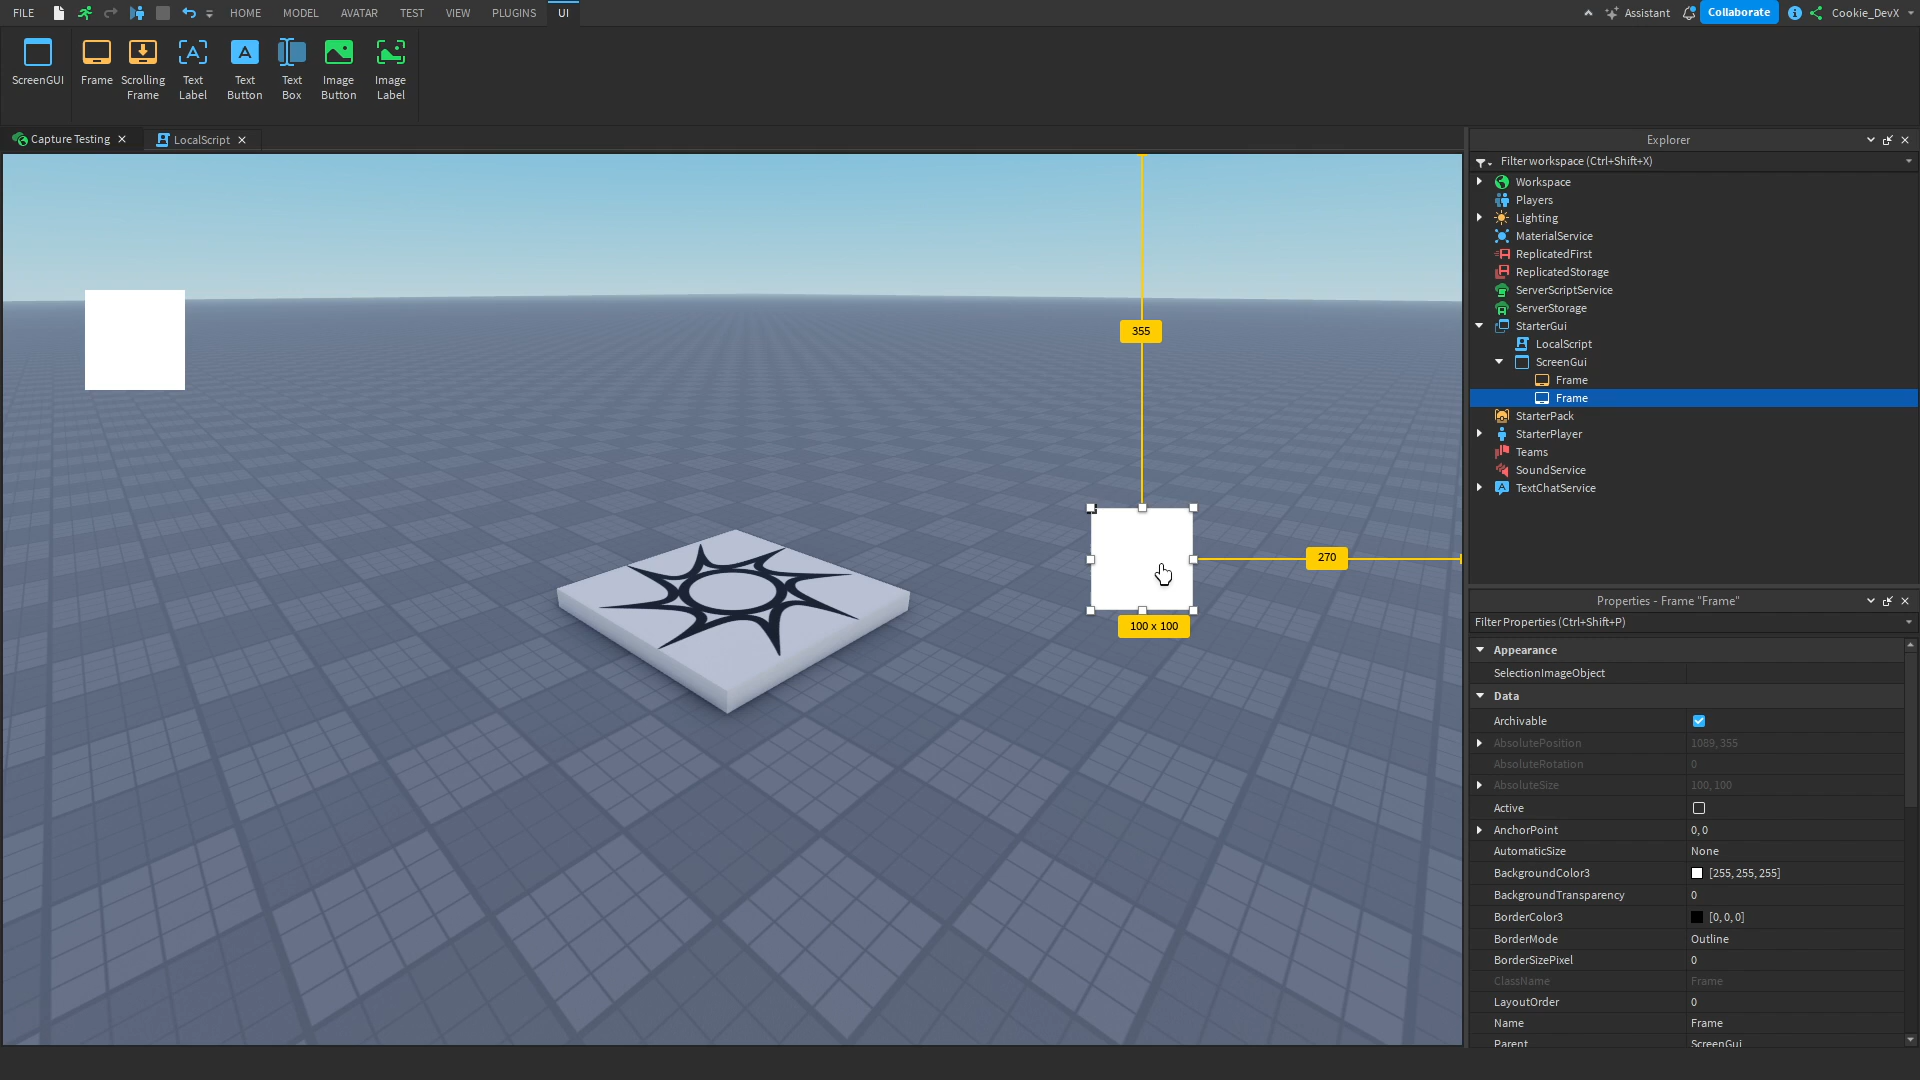 FILE HOME MODEL AVATAR TEST VIEW PLUGINS UI Assistant Collaborate Cookie_DevX
ScreenGUI Frame Scrolling Frame Text Label Text Button Text Box Image Button Image Label
Capture Testing LocalScript
Explorer
Filter workspace (Ctrl+Shift+X)
Workspace
Players
Lighting
MaterialService
ReplicatedFirst
ReplicatedStorage
ServerScriptService
ServerStorage
StarterGui
LocalScript
ScreenGui
Frame
Frame
StarterPack
StarterPlayer
Teams
SoundService
TextChatService
355
270
100 x 100
Properties - Frame "Frame"
Filter Properties (Ctrl+Shift+P)
Appearance
SelectionImageObject
Data
Archivable
AbsolutePosition 1089, 355
AbsoluteRotation 0
AbsoluteSize 100, 100
Active
AnchorPoint 0, 0
AutomaticSize None
BackgroundColor3 [255, 255, 255]
BackgroundTransparency 0
BorderColor3 [0, 0, 0]
BorderMode Outline
BorderSizePixel 0
ClassName Frame
LayoutOrder 0
Name Frame
Parent ScreenGui